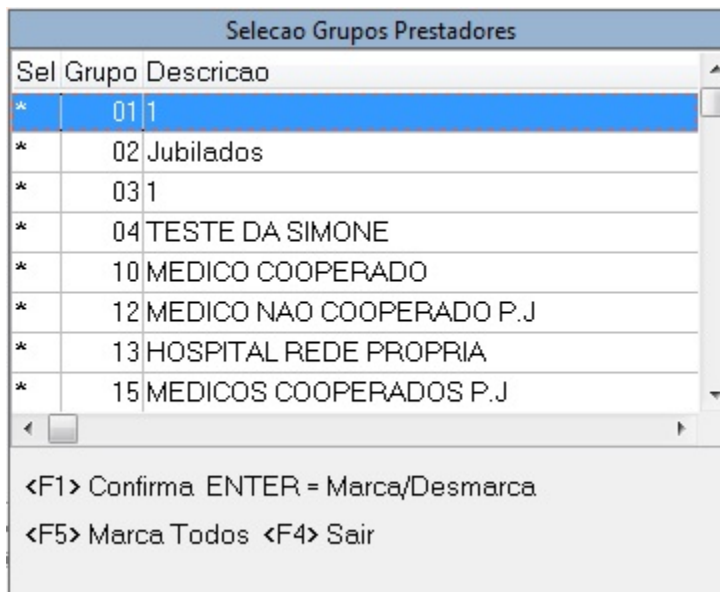 Selecao Grupos Prestadores
Sel Grupo Descricao
* 01 1
* 02 Jubilados
* 03 1
* 04 TESTE DA SIMONE
* 10 MEDICO COOPERADO
* 12 MEDICO NAO COOPERADO P.J
* 13 HOSPITAL REDE PROPRIA
* 15 MEDICOS COOPERADOS P.J
<F1> Confirma ENTER = Marca/Desmarca
<F5> Marca Todos <F4> Sair